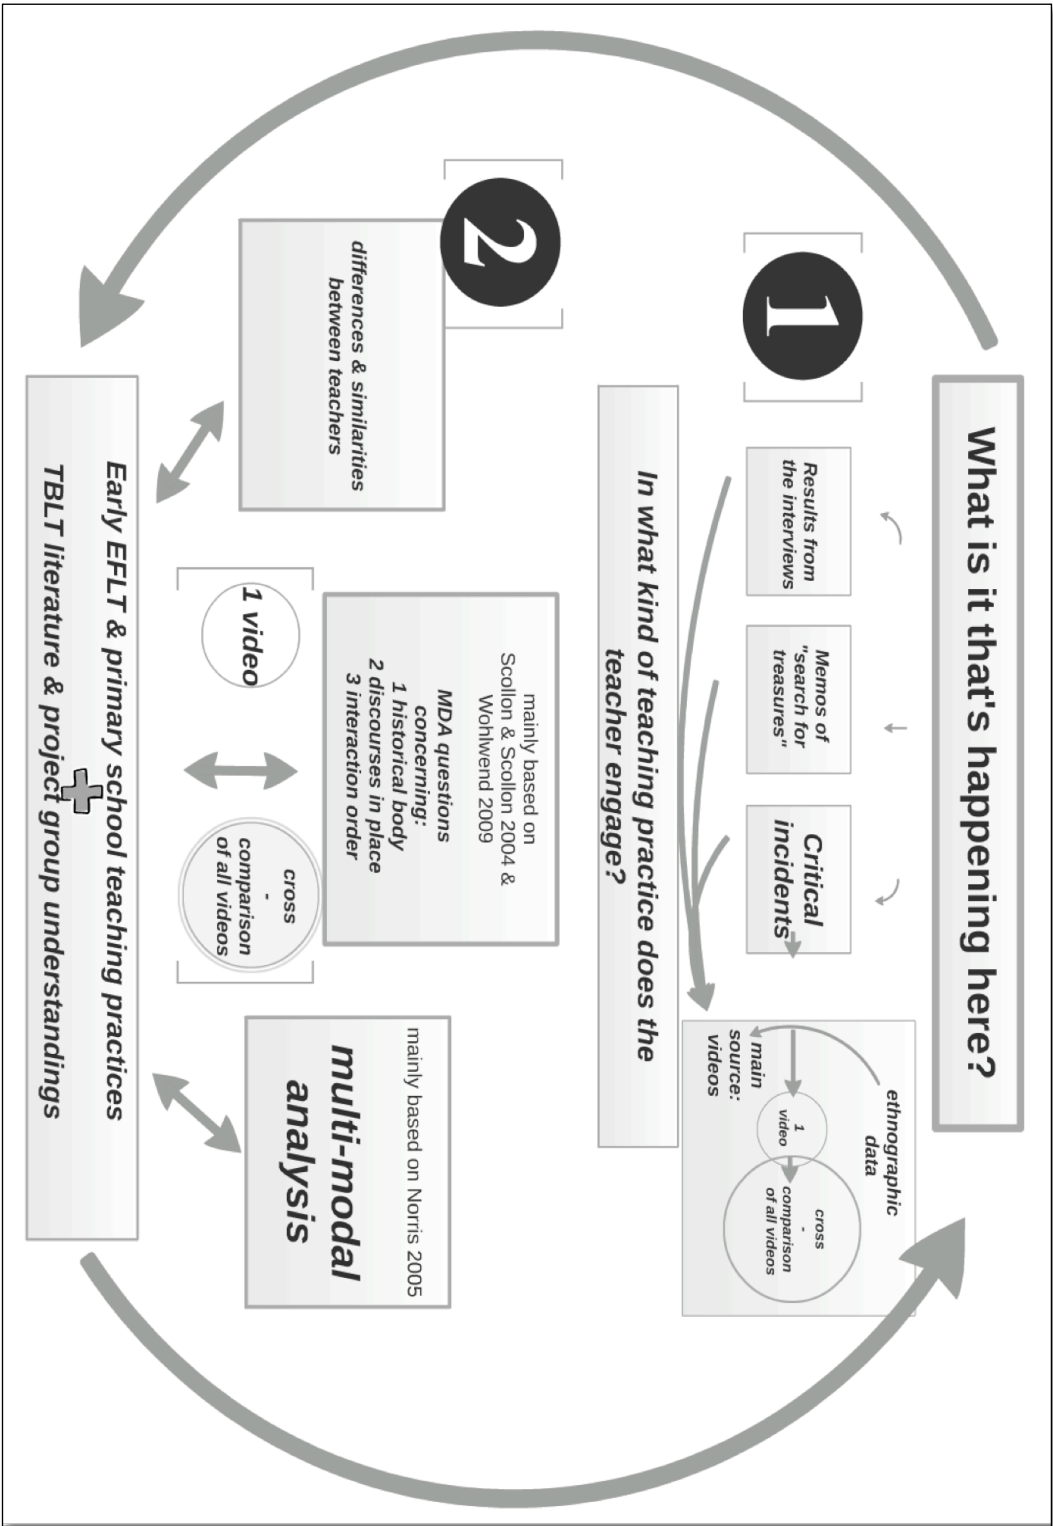 What is it that's happening here?
1
Results from
the interviews
Memos of
"search for
treasures"
Critical
incidents
ethnographic
data
main
source:
videos
1
video
cross
-
comparison
of all videos
In what kind of teaching practice does the
teacher engage?
2
differences & similarities
between teachers
mainly based on
Scollon & Scollon 2004 &
Wohlwend 2009
MDA questions
concerning:
1 historical body
2 discourses in place
3 interaction order
1 video
cross
-
comparison
of all videos
mainly based on Norris 2005
multi-modal
analysis
Early EFLT & primary school teaching practices
TBLT literature & project group understandings